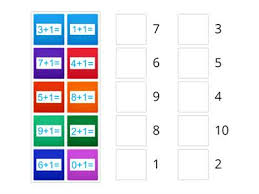 3+1= 1+1= 7 3
7+1= 4+1= 6 5
5+1= 8+1= 9 4
9+1= 2+1= 8 10
6+1= 0+1= 1 2